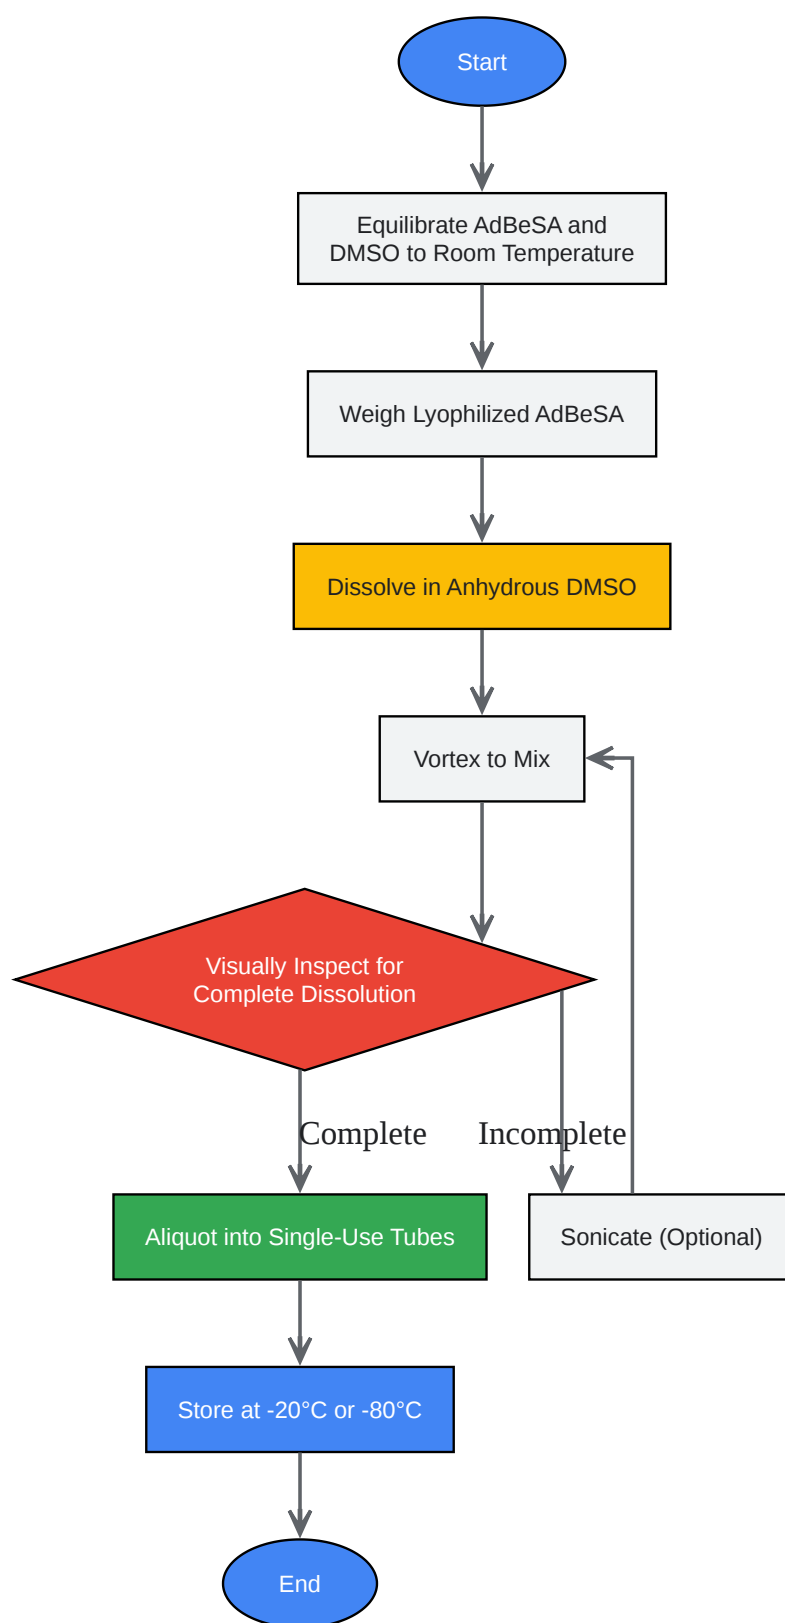 Start
Equilibrate AdBeSA and
DMSO to Room Temperature
Weigh Lyophilized AdBeSA
Dissolve in Anhydrous DMSO
Vortex to Mix
Visually Inspect for
Complete Dissolution
Complete
Incomplete
Aliquot into Single-Use Tubes
Sonicate (Optional)
Store at -20°C or -80°C
End